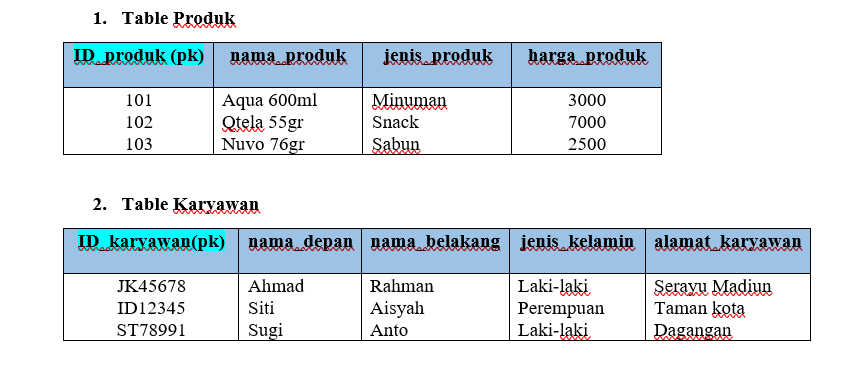 1. Table Produk
ID_produk (pk) nama_produk jenis_produk harga_produk
101 Aqua 600ml Minuman 3000
102 Qtela 55gr Snack 7000
103 Nuvo 76gr Sabun 2500
2. Table Karyawan
ID_karyawan(pk) nama_depan nama_belakang jenis_kelamin alamat_karyawan
JK45678 Ahmad Rahman Laki-laki Serayu Madiun
ID12345 Siti Aisyah Perempuan Taman kota
ST78991 Sugi Anto Laki-laki Dagangan